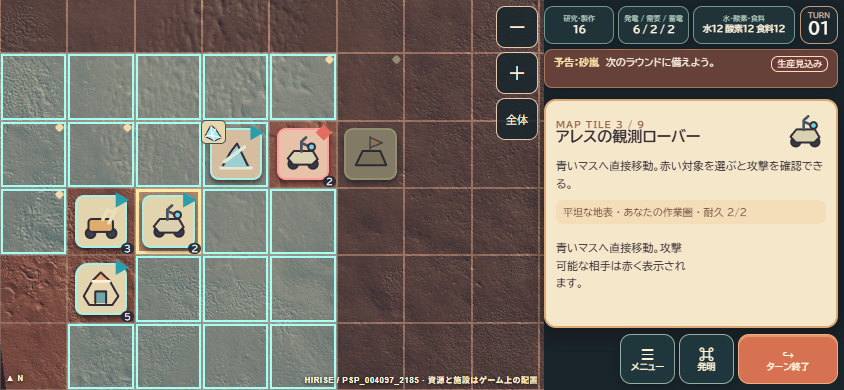 −
+
全体
研究・製作
16
発電 / 需要 / 蓄電
6 / 2 / 2
水・酸素・食料
水12 酸素12 食料12
TURN
01
予告：砂嵐 次のラウンドに備えよう。
生産見込み
MAP TILE 3 / 9
アレスの観測ローバー
青いマスへ直接移動。赤い対象を選ぶと攻撃を確認でき
る。
平坦な地表・あなたの作業圏・耐久 2/2
青いマスへ直接移動。攻撃
可能な相手は赤く表示され
ます。
2
3
2
5
▲ N
HIRISE / PSP_004097_2185 · 資源と施設はゲーム上の配置
メニュー
発明
ターン終了